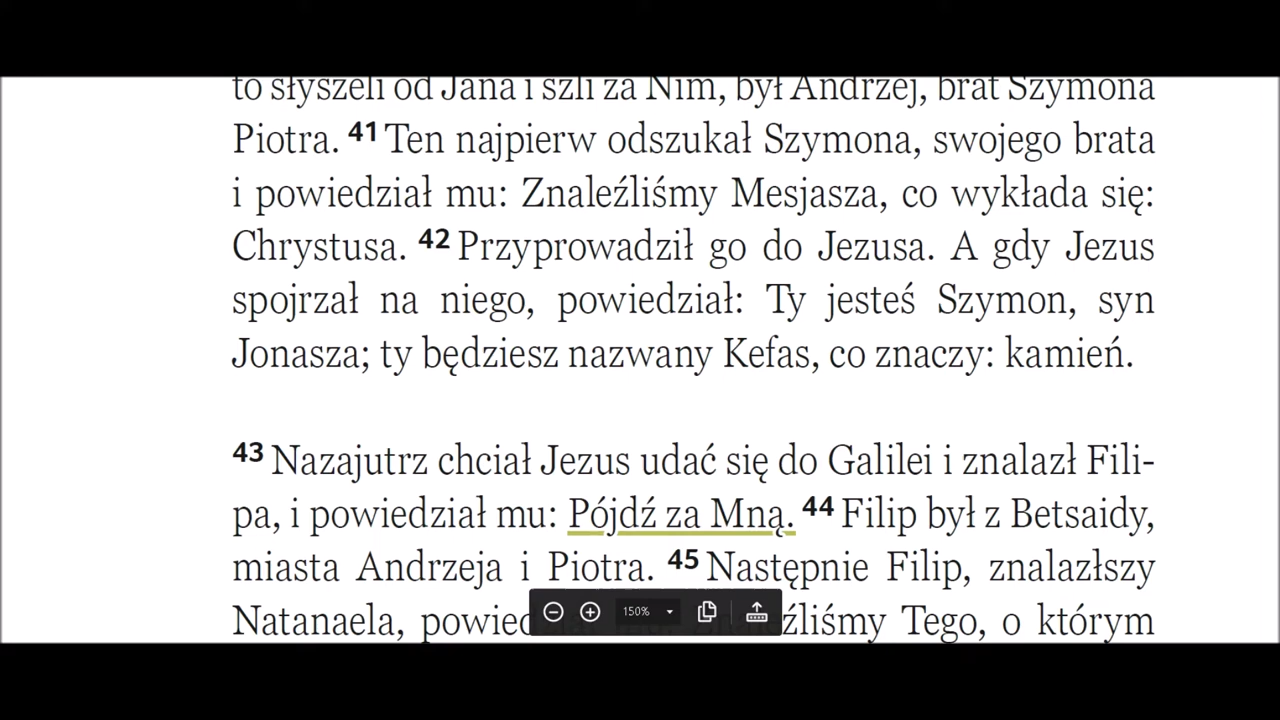 to słyszeli od Jana i szli za Nim, był Andrzej, brat Szymona
Piotra. 41 Ten najpierw odszukał Szymona, swojego brata
i powiedział mu: Znaleźliśmy Mesjasza, co wykłada się:
Chrystusa. 42 Przyprowadził go do Jezusa. A gdy Jezus
spojrzał na niego, powiedział: Ty jesteś Szymon, syn
Jonasza; ty będziesz nazwany Kefas, co znaczy: kamień.
43 Nazajutrz chciał Jezus udać się do Galilei i znalazł Fili-
pa, i powiedział mu: Pójdź za Mną. 44 Filip był z Betsaidy,
miasta Andrzeja i Piotra. 45 Następnie Filip, znalazłszy
Natanaela, Tego, o którym
150%